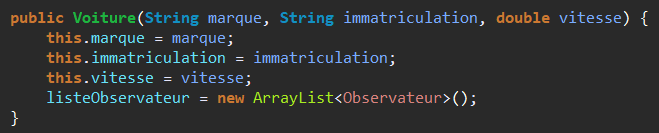 public Voiture(String marque, String immatriculation, double vitesse) {
this.marque = marque;
this.immatriculation = immatriculation;
this.vitesse = vitesse;
listeObservateur = new ArrayList<Observateur>();
}